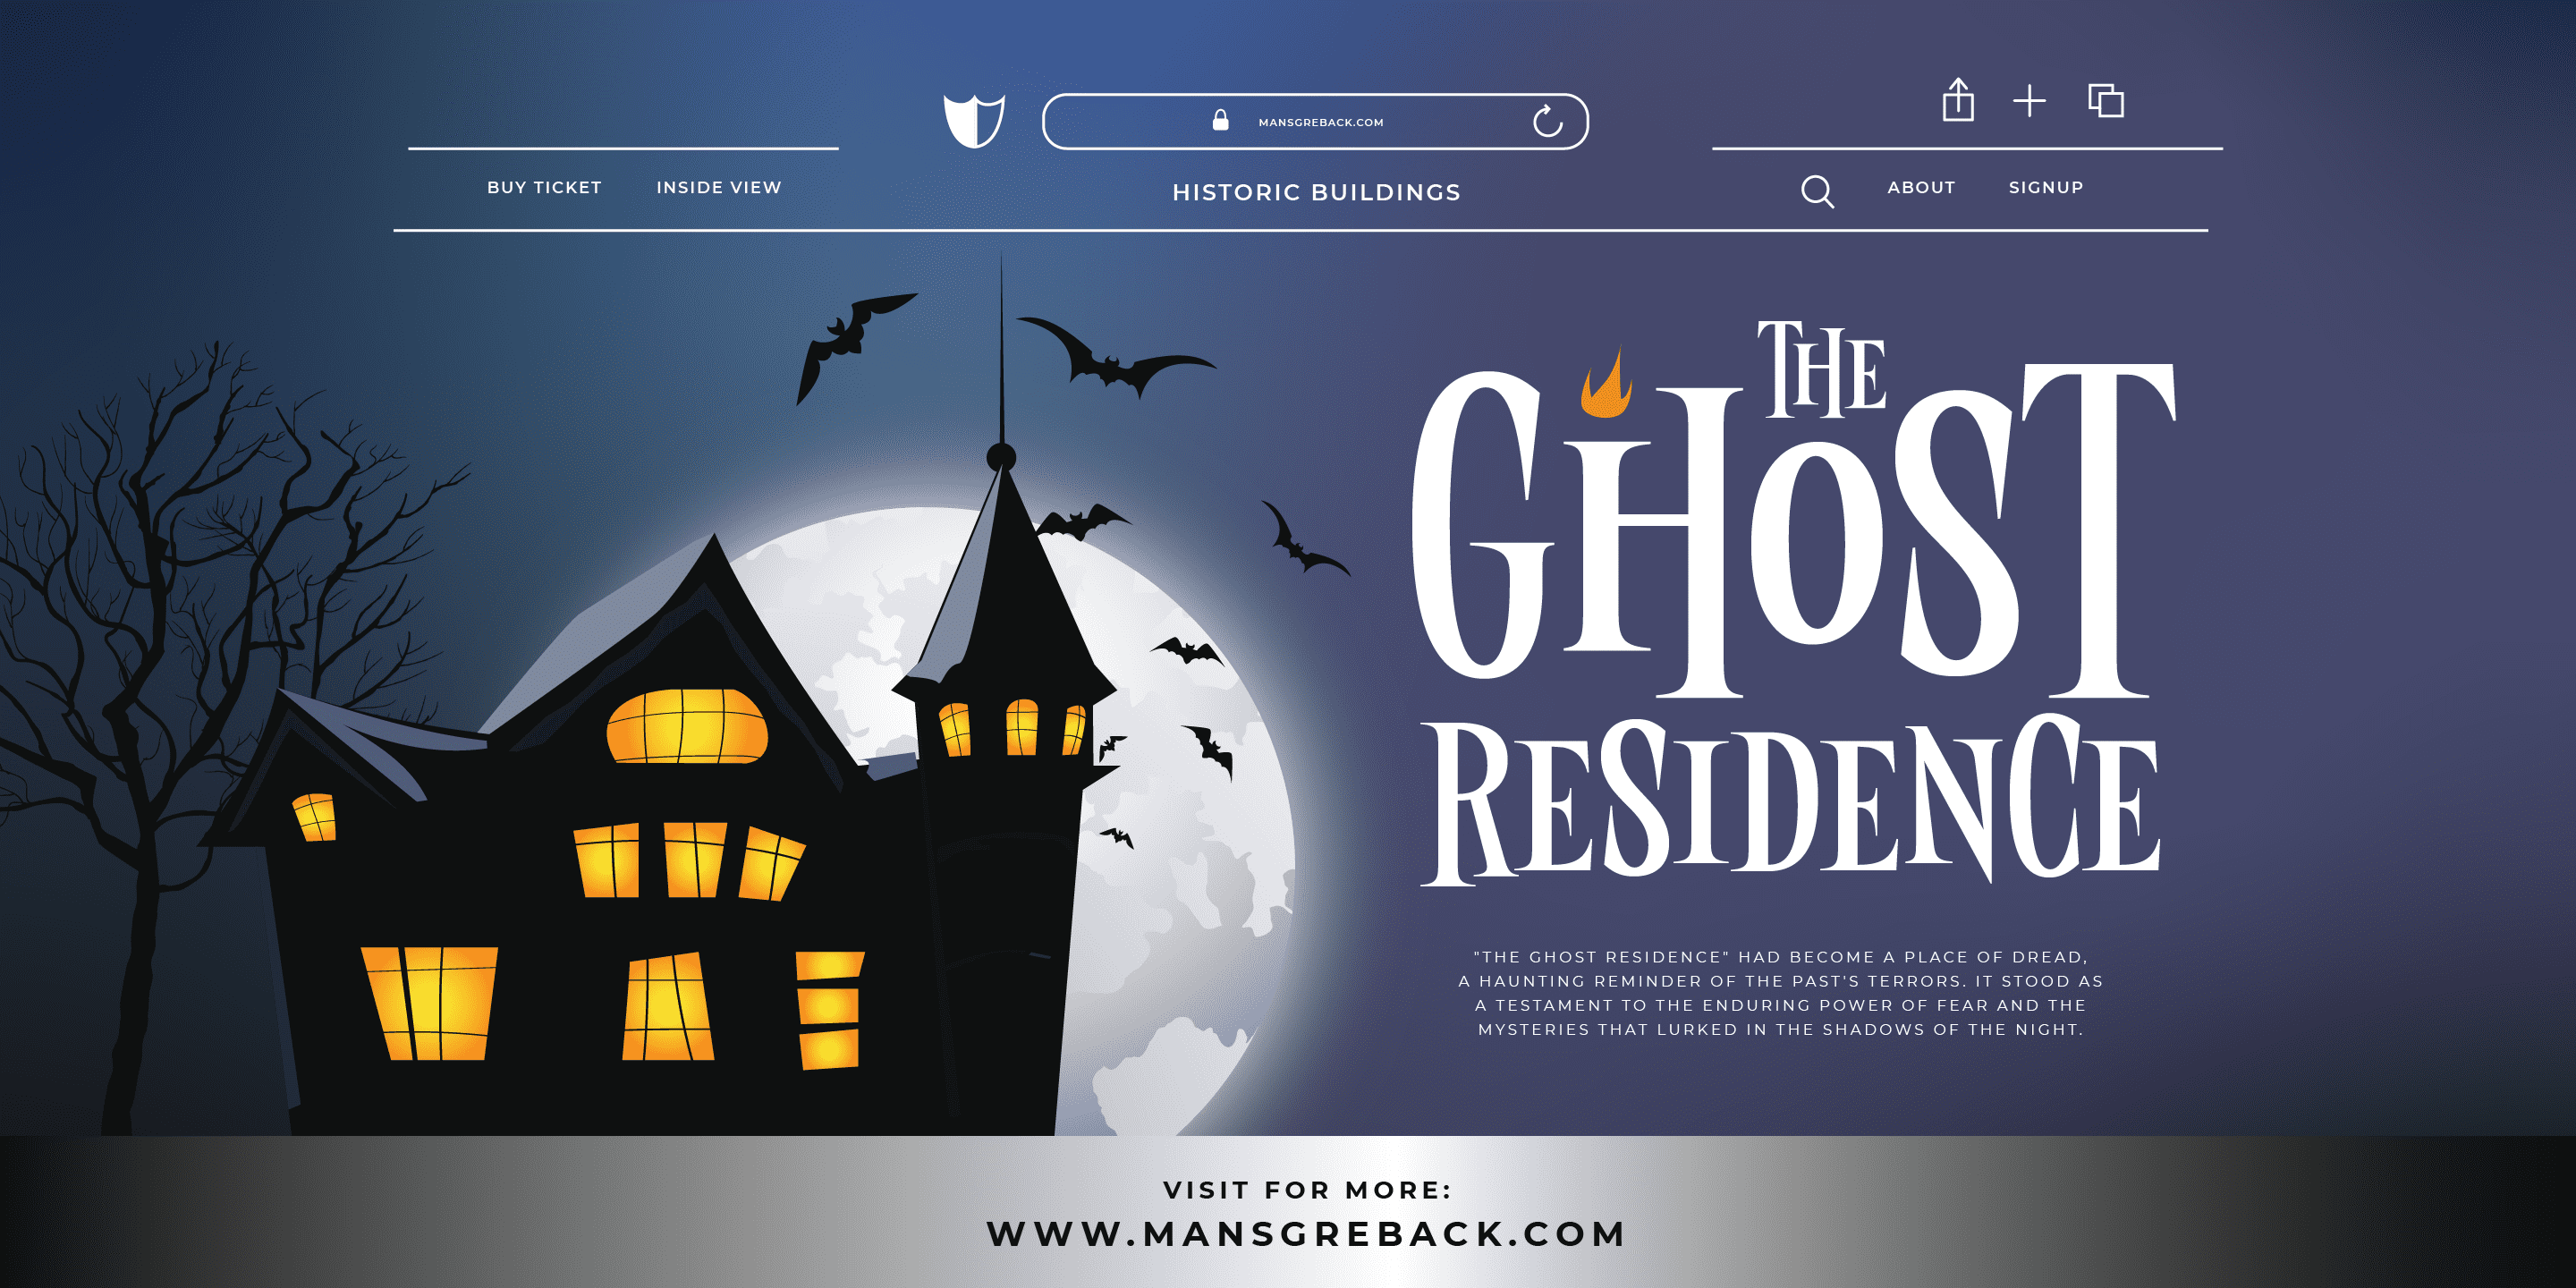 MANSGREBACK.COM
BUY TICKET
INSIDE VIEW
HISTORIC BUILDINGS
ABOUT
SIGNUP
THE
GHOST
RESIDENCE
"THE GHOST RESIDENCE" HAD BECOME A PLACE OF DREAD,
A HAUNTING REMINDER OF THE PAST'S TERRORS. IT STOOD AS
A TESTAMENT TO THE ENDURING POWER OF FEAR AND THE
MYSTERIES THAT LURKED IN THE SHADOWS OF THE NIGHT.
VISIT FOR MORE:
WWW.MANSGREBACK.COM